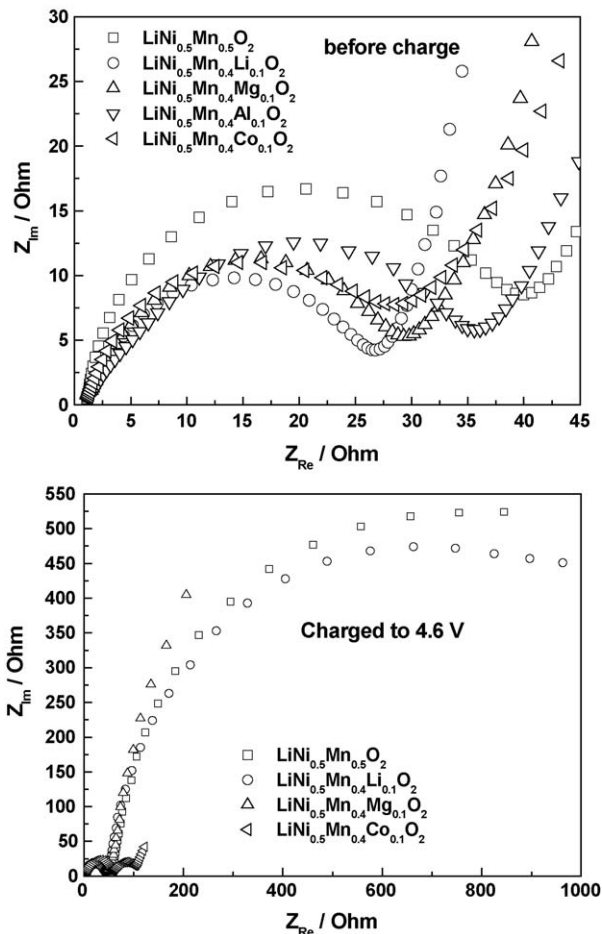 30
25
20
15
10
5
0
Z_Im / Ohm
LiNi₀.₅Mn₀.₅O₂
LiNi₀.₅Mn₀.₄Li₀.₁O₂
LiNi₀.₅Mn₀.₄Mg₀.₁O₂
LiNi₀.₅Mn₀.₄Al₀.₁O₂
LiNi₀.₅Mn₀.₄Co₀.₁O₂
before charge
0 5 10 15 20 25 30 35 40 45
Z_Re / Ohm
550
500
450
400
350
300
250
200
150
100
50
0
Z_Im / Ohm
Charged to 4.6 V
LiNi₀.₅Mn₀.₅O₂
LiNi₀.₅Mn₀.₄Li₀.₁O₂
LiNi₀.₅Mn₀.₄Mg₀.₁O₂
LiNi₀.₅Mn₀.₄Co₀.₁O₂
0 200 400 600 800 1000
Z_Re / Ohm